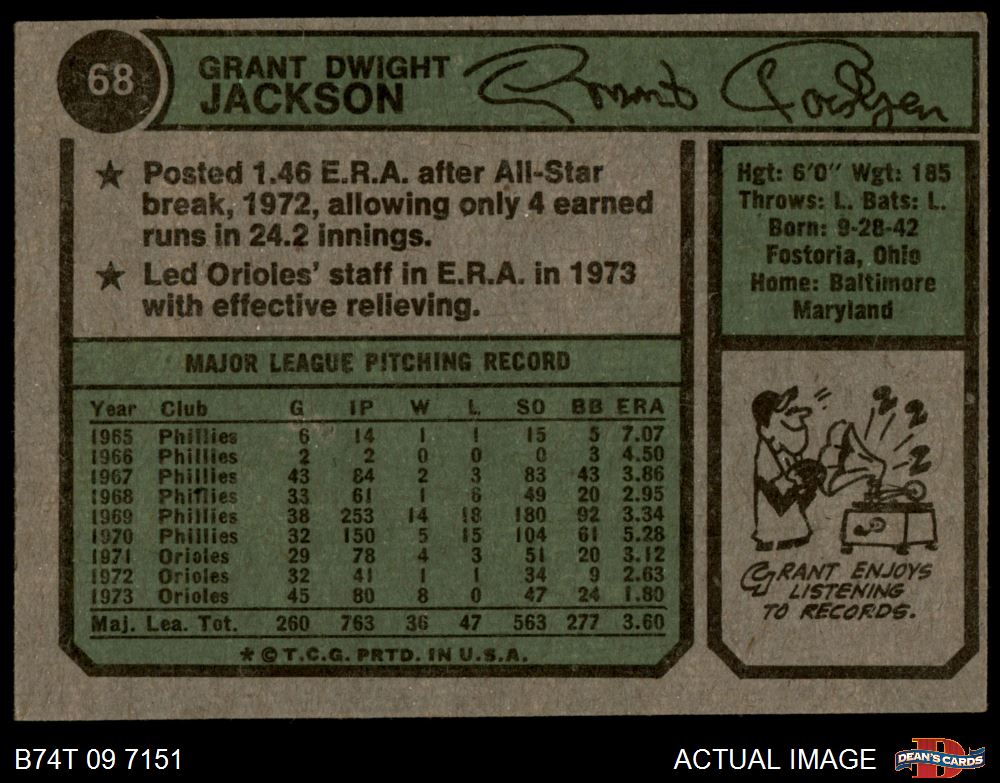 68
GRANT DWIGHT
JACKSON
Grant Jackson
★ Posted 1.46 E.R.A. after All-Star
break, 1972, allowing only 4 earned
runs in 24.2 innings.
★ Led Orioles' staff in E.R.A. in 1973
with effective relieving.
Hgt: 6'0" Wgt: 185
Throws: L. Bats: L.
Born: 9-28-42
Fostoria, Ohio
Home: Baltimore
Maryland
MAJOR LEAGUE PITCHING RECORD
Year Club G IP W L SO BB ERA
1965 Phillies 6 14 1 1 15 5 7.07
1966 Phillies 2 2 0 0 0 3 4.50
1967 Phillies 43 84 2 3 83 43 3.86
1968 Phillies 33 61 1 6 49 20 2.95
1969 Phillies 38 253 14 18 180 92 3.34
1970 Phillies 32 150 5 15 104 61 5.28
1971 Orioles 29 78 4 3 51 20 3.12
1972 Orioles 32 41 1 1 34 9 2.63
1973 Orioles 45 80 8 0 47 24 1.80
Maj. Lea. Tot. 260 763 36 47 563 277 3.60
★ © T.C.G. PRTD. IN U.S.A.
GRANT ENJOYS
LISTENING
TO RECORDS.
B74T 09 7151
ACTUAL IMAGE
DEAN'S CARDS